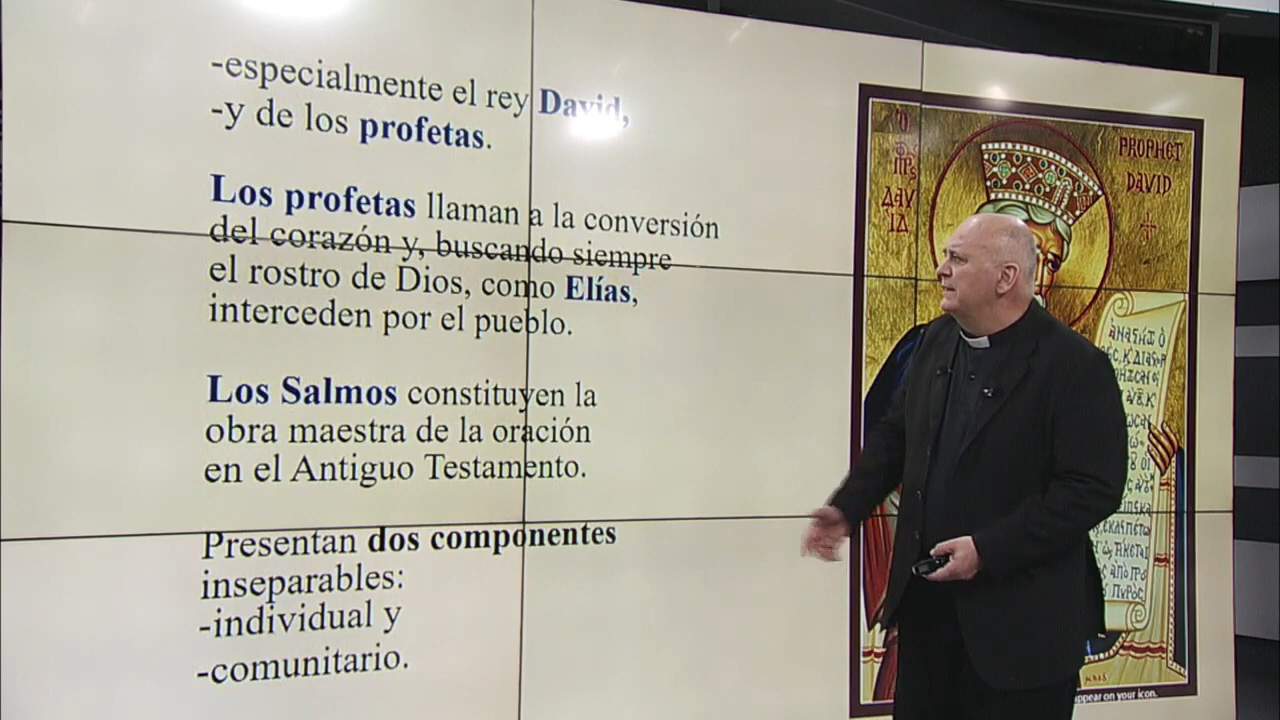 -especialmente el rey David,
-y de los profetas.
Los profetas llaman a la conversión
del corazón y, buscando siempre
el rostro de Dios, como Elías,
interceden por el pueblo.
Los Salmos constituyen la
obra maestra de la oración
en el Antiguo Testamento.
Presentan dos componentes
inseparables:
-individual y
-comunitario.
ΔΑΥ
ΙΔ
PROPHET
DAVID
appear on your icon.